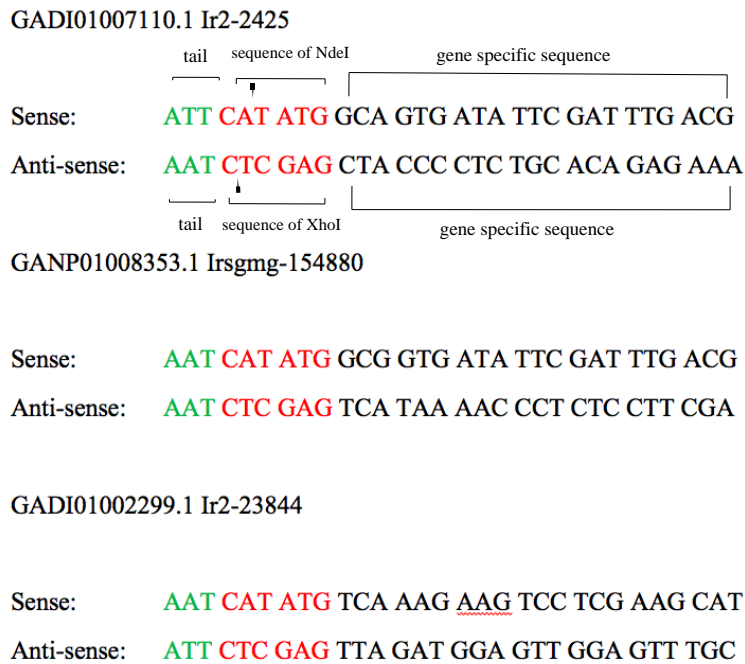 GADI01007110.1 Ir2-2425
tail sequence of NdeI gene specific sequence
Sense: ATT CAT ATG GCA GTG ATA TTC GAT TTG ACG
Anti-sense: AAT CTC GAG CTA CCC CTC TGC ACA GAG AAA
tail sequence of XhoI gene specific sequence
GANP01008353.1 Irsgmg-154880
Sense: AAT CAT ATG GCG GTG ATA TTC GAT TTG ACG
Anti-sense: AAT CTC GAG TCA TAA AAC CCT CTC CTT CGA
GADI01002299.1 Ir2-23844
Sense: AAT CAT ATG TCA AAG AAG TCC TCG AAG CAT
Anti-sense: ATT CTC GAG TTA GAT GGA GTT GGA GTT TGC